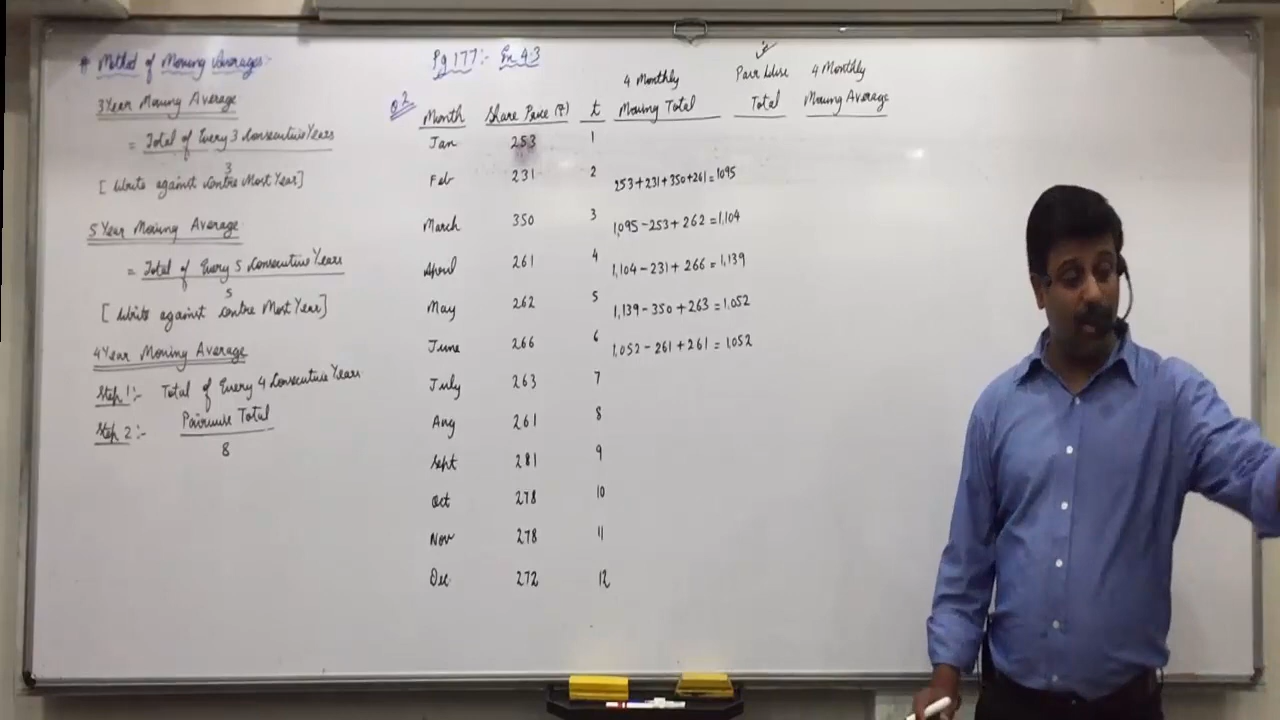 # Method of Moving Averages:-
3 Year Moving Average
= Total of Every 3 Consecutive Years
3
[Write against Centre Most Year]
5 Year Moving Average
= Total of Every 5 Consecutive Years
5
[Write against Centre Most Year]
4 Year Moving Average
Step 1:- Total of Every 4 Consecutive Years
Step 2:- Pairwise Total
8
Pg 177:- Ex 4.3
Q2
Month Share Price (₹) t 4 Monthly Moving Total Pair Wise Total 4 Monthly Moving Average
Jan 253 1
Feb 231 2 253+231+350+261=1095
March 350 3 1,095-253+262=1,104
April 261 4 1,104-231+266=1,139
May 262 5 1,139-350+263=1,052
June 266 6 1,052-261+261=1,052
July 263 7
Aug 261 8
Sept 281 9
Oct 278 10
Nov 278 11
Dec 272 12